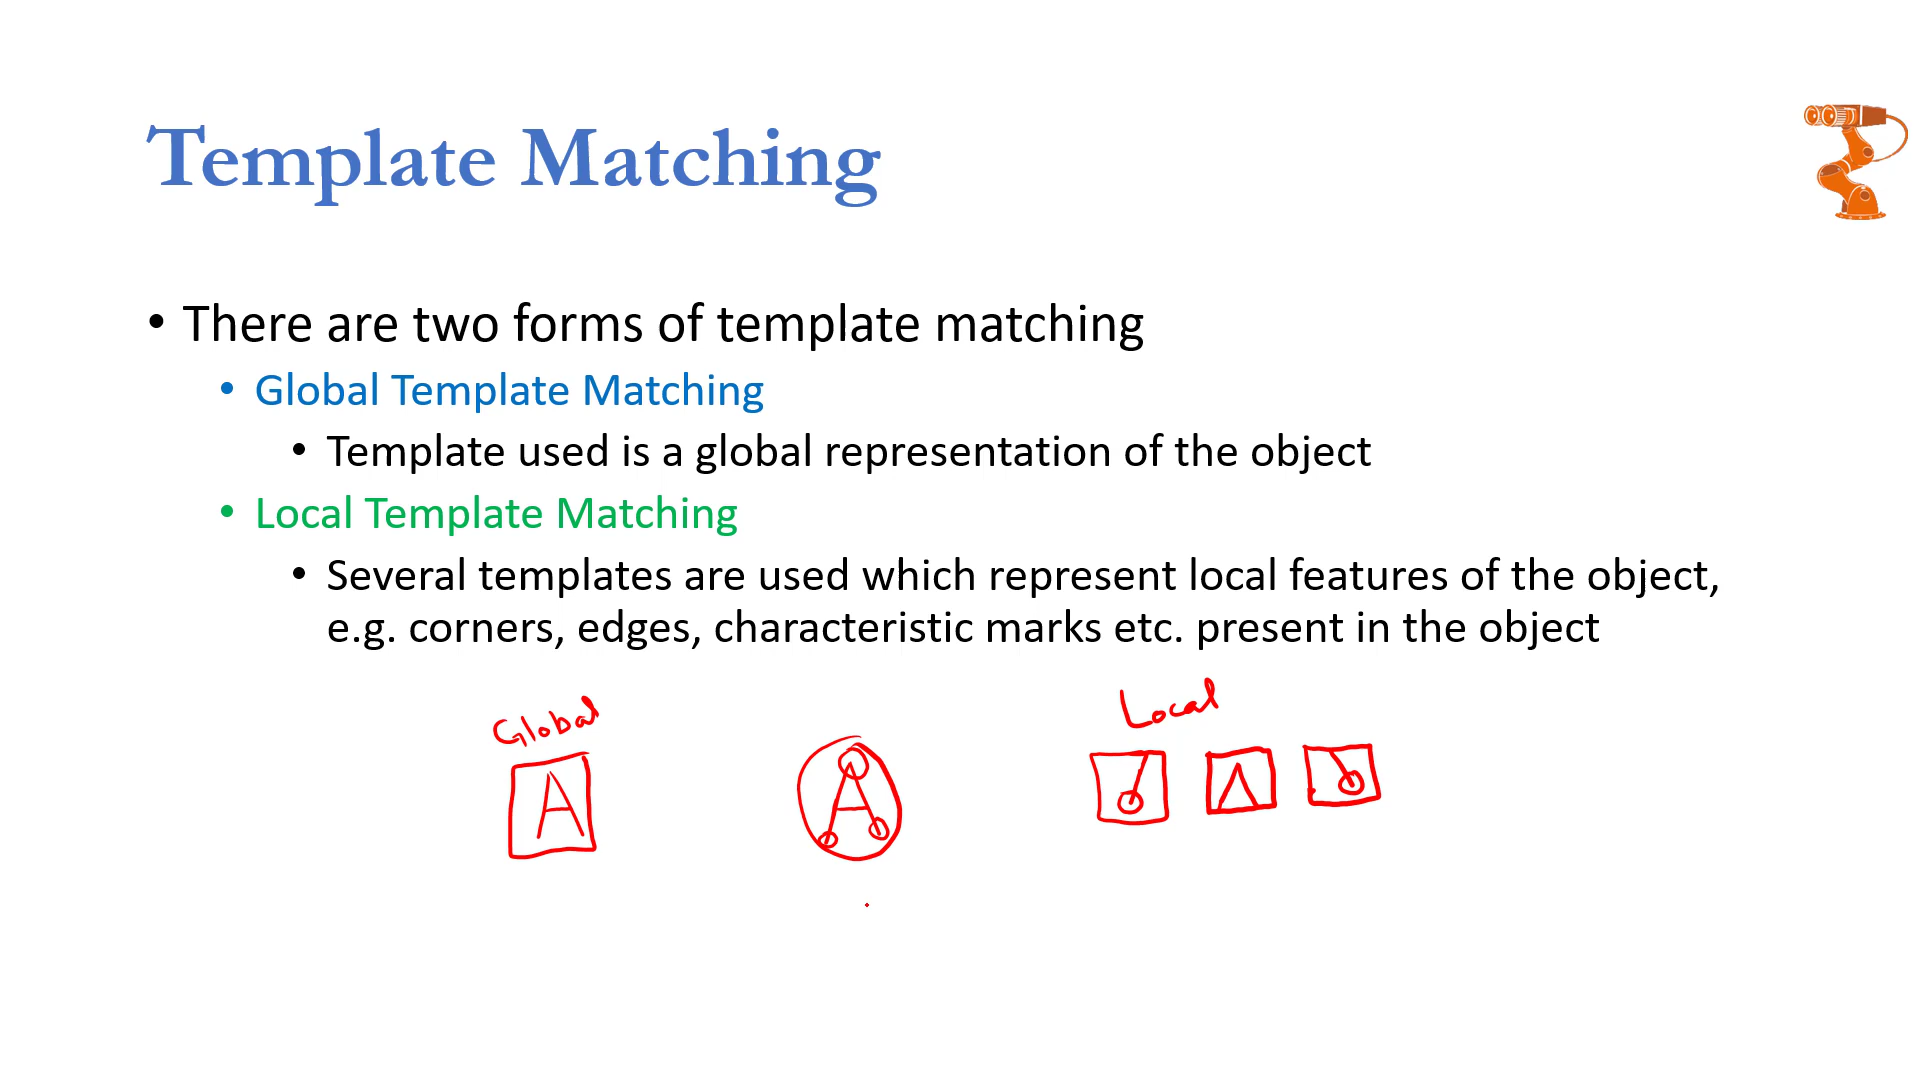 Template Matching
• There are two forms of template matching
• Global Template Matching
• Template used is a global representation of the object
• Local Template Matching
• Several templates are used which represent local features of the object,
e.g. corners, edges, characteristic marks etc. present in the object
Global
Local
A
A